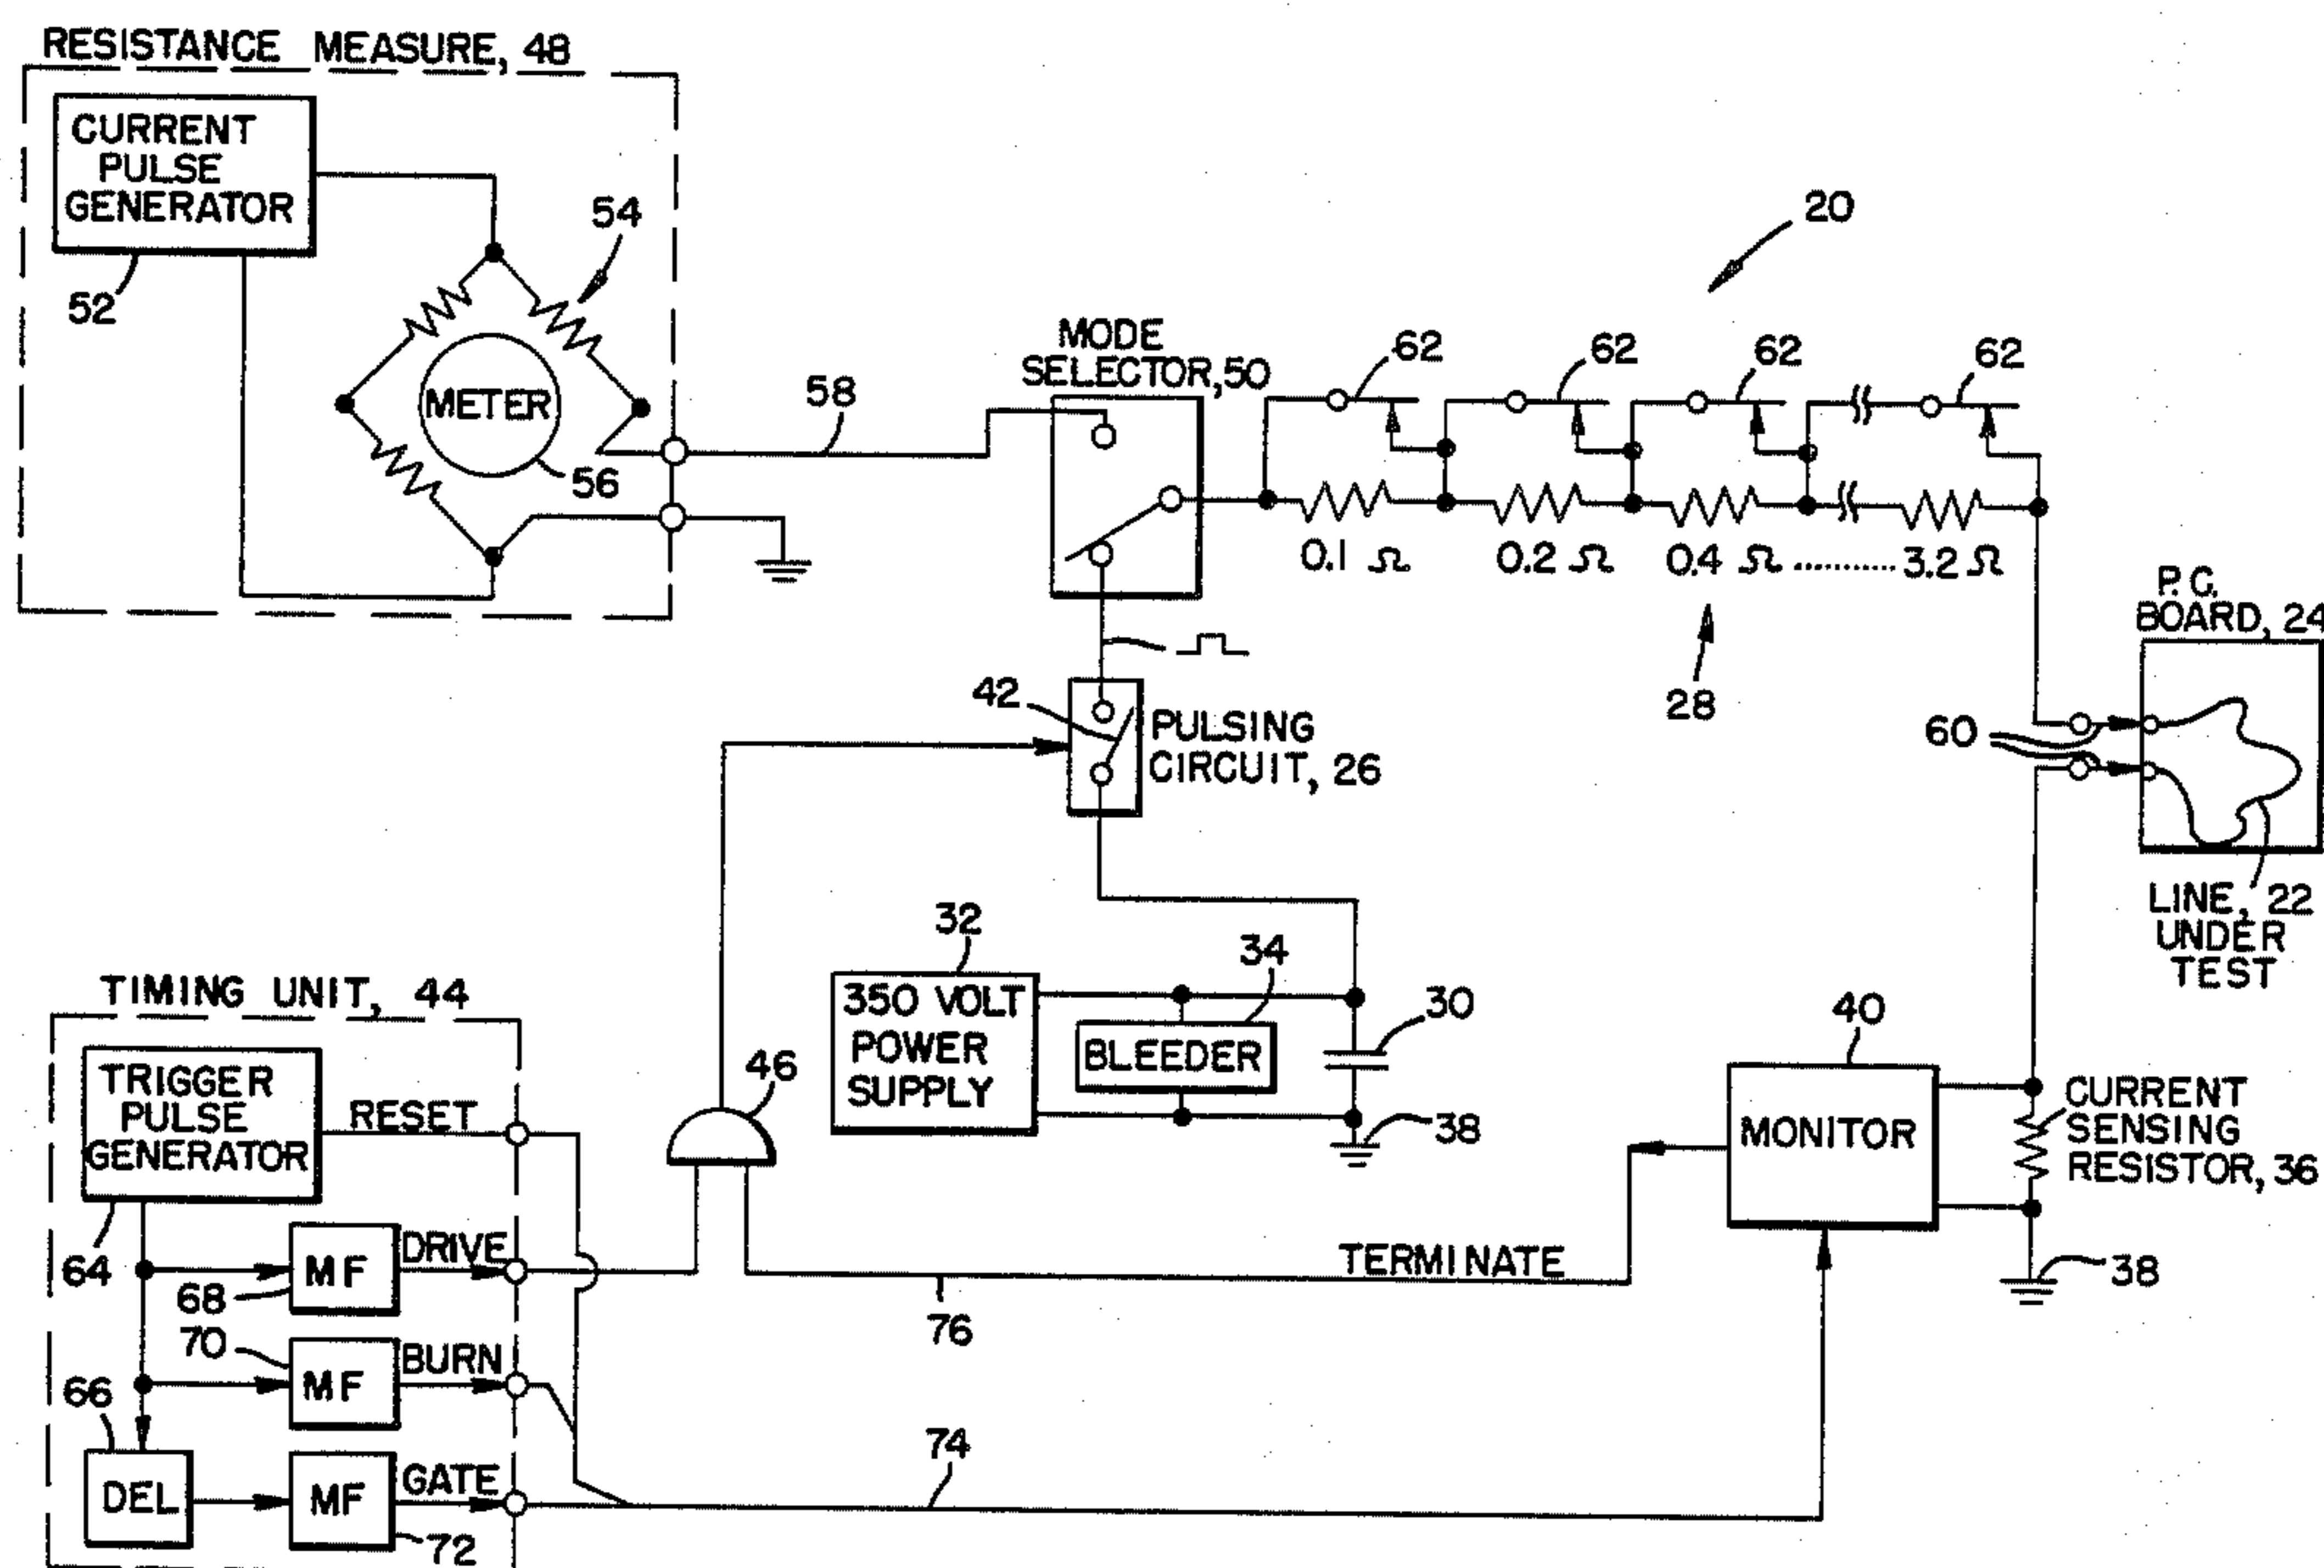 RESISTANCE MEASURE, 48
CURRENT
PULSE
GENERATOR
52
54
METER
56
58
MODE
SELECTOR, 50
20
62
62
62
62
0.1 Ω
0.2 Ω
0.4 Ω .......... 3.2 Ω
28
P.C.
BOARD, 24
60
LINE, 22
UNDER
TEST
42
PULSING
CIRCUIT, 26
32
34
350 VOLT
POWER
SUPPLY
BLEEDER
30
38
46
40
MONITOR
CURRENT
SENSING
RESISTOR, 36
38
TIMING UNIT, 44
TRIGGER
PULSE
GENERATOR
RESET
64
68
MF
DRIVE
TERMINATE
76
70
MF
BURN
66
DEL
MF
GATE
72
74